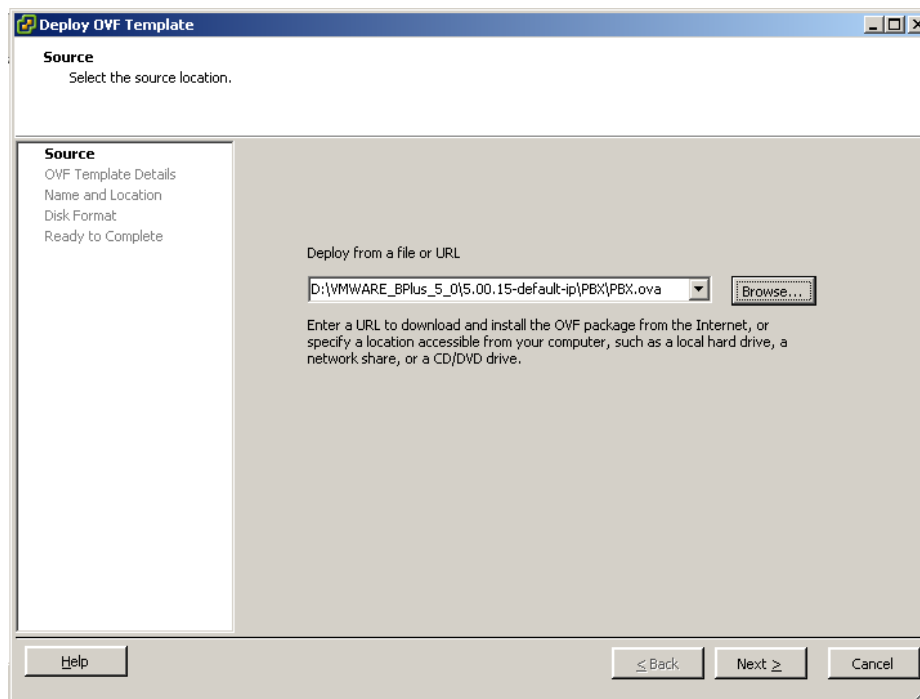 Deploy OVF Template
Source
Select the source location.
Source
OVF Template Details
Name and Location
Disk Format
Ready to Complete
Deploy from a file or URL
D:\VMWARE_BPlus_5_0\5.00.15-default-ip\PBX\PBX.ova
Browse...
Enter a URL to download and install the OVF package from the Internet, or
specify a location accessible from your computer, such as a local hard drive, a
network share, or a CD/DVD drive.
Help
< Back
Next >
Cancel